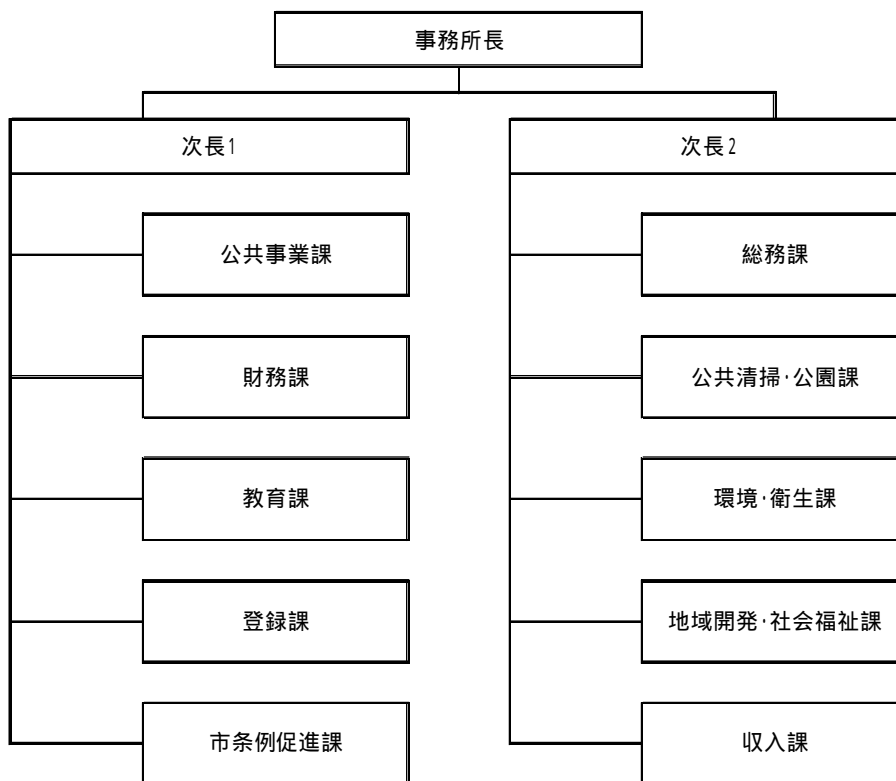 事務所長
次長1
次長2
公共事業課
総務課
財務課
公共清掃·公園課
教育課
環境·衛生課
登録課
地域開発·社会福祉課
市条例促進課
収入課